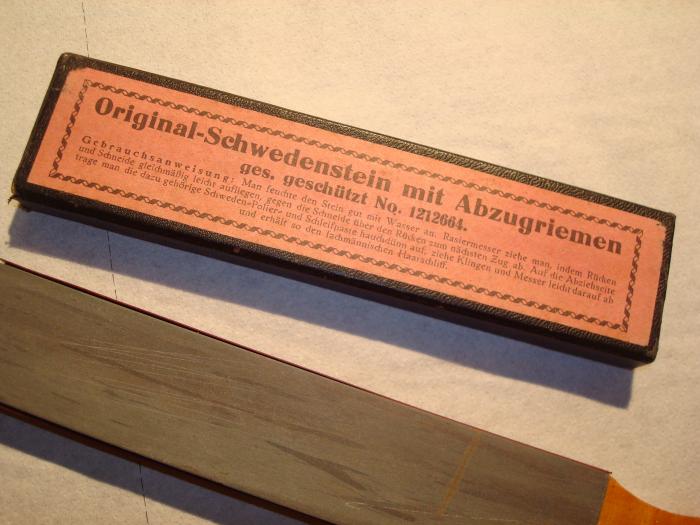 Original-Schwedenstein mit Abzugriemen
ges. geschützt No. 1212664.
Gebrauchsanweisung: Man feuchte den Stein gut mit Wasser an. Rasiermesser ziehe man, indem Rücken
und Schneide gleichmäßig leicht aufliegen, gegen die Schneide über den Rücken zum nächsten Zug ab. Auf die Abziehseite
trage man die dazu gehörige Schweden-Polier- und Schleifpaste hauchdünn auf, ziehe Klingen und Messer leicht darauf ab
und erhält so den fachmännischen Haarschliff.